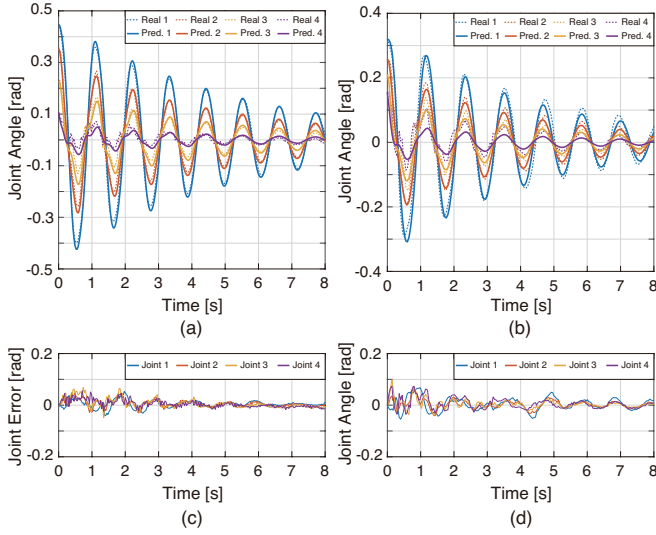 0.5
0.3
0.1
-0.1
-0.3
-0.5
Joint Angle [rad]
Real 1 Real 2 Real 3 Real 4
Pred. 1 Pred. 2 Pred. 3 Pred. 4
0 1 2 3 4 5 6 7 8
Time [s]
(a)
0.4
0.2
0
-0.2
-0.4
Joint Angle [rad]
Real 1 Real 2 Real 3 Real 4
Pred. 1 Pred. 2 Pred. 3 Pred. 4
0 1 2 3 4 5 6 7 8
Time [s]
(b)
0.2
0
-0.2
Joint Error [rad]
Joint 1 Joint 2 Joint 3 Joint 4
0 1 2 3 4 5 6 7 8
Time [s]
(c)
0.2
0
-0.2
Joint Angle [rad]
Joint 1 Joint 2 Joint 3 Joint 4
0 1 2 3 4 5 6 7 8
Time [s]
(d)